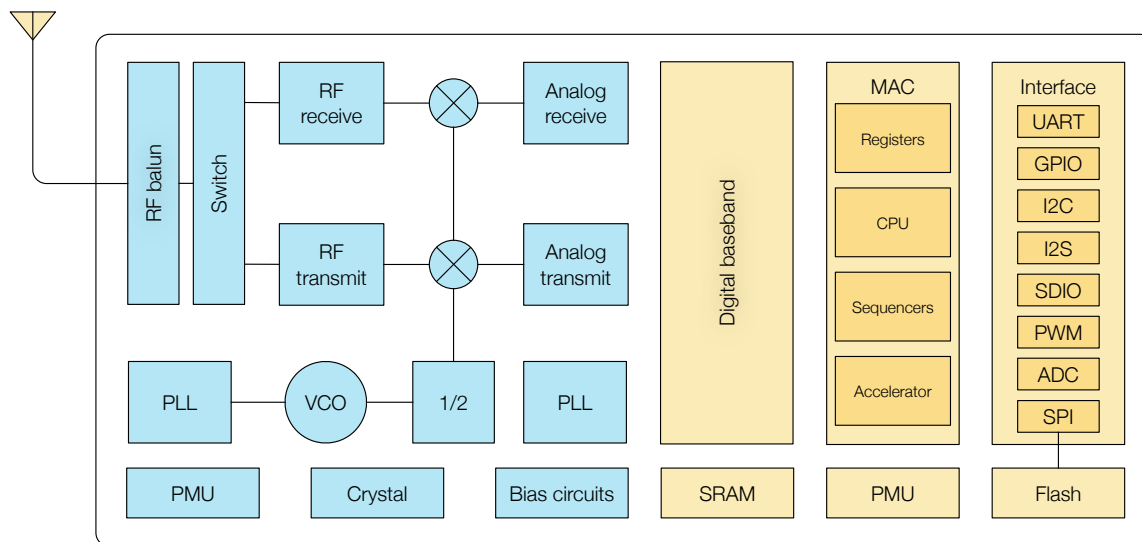 RF balun
Switch
RF
receive
Analog
receive
RF
transmit
Analog
transmit
PLL
VCO
1/2
PLL
PMU
Crystal
Bias circuits
Digital baseband
SRAM
MAC
Registers
CPU
Sequencers
Accelerator
PMU
Interface
UART
GPIO
I2C
I2S
SDIO
PWM
ADC
SPI
Flash